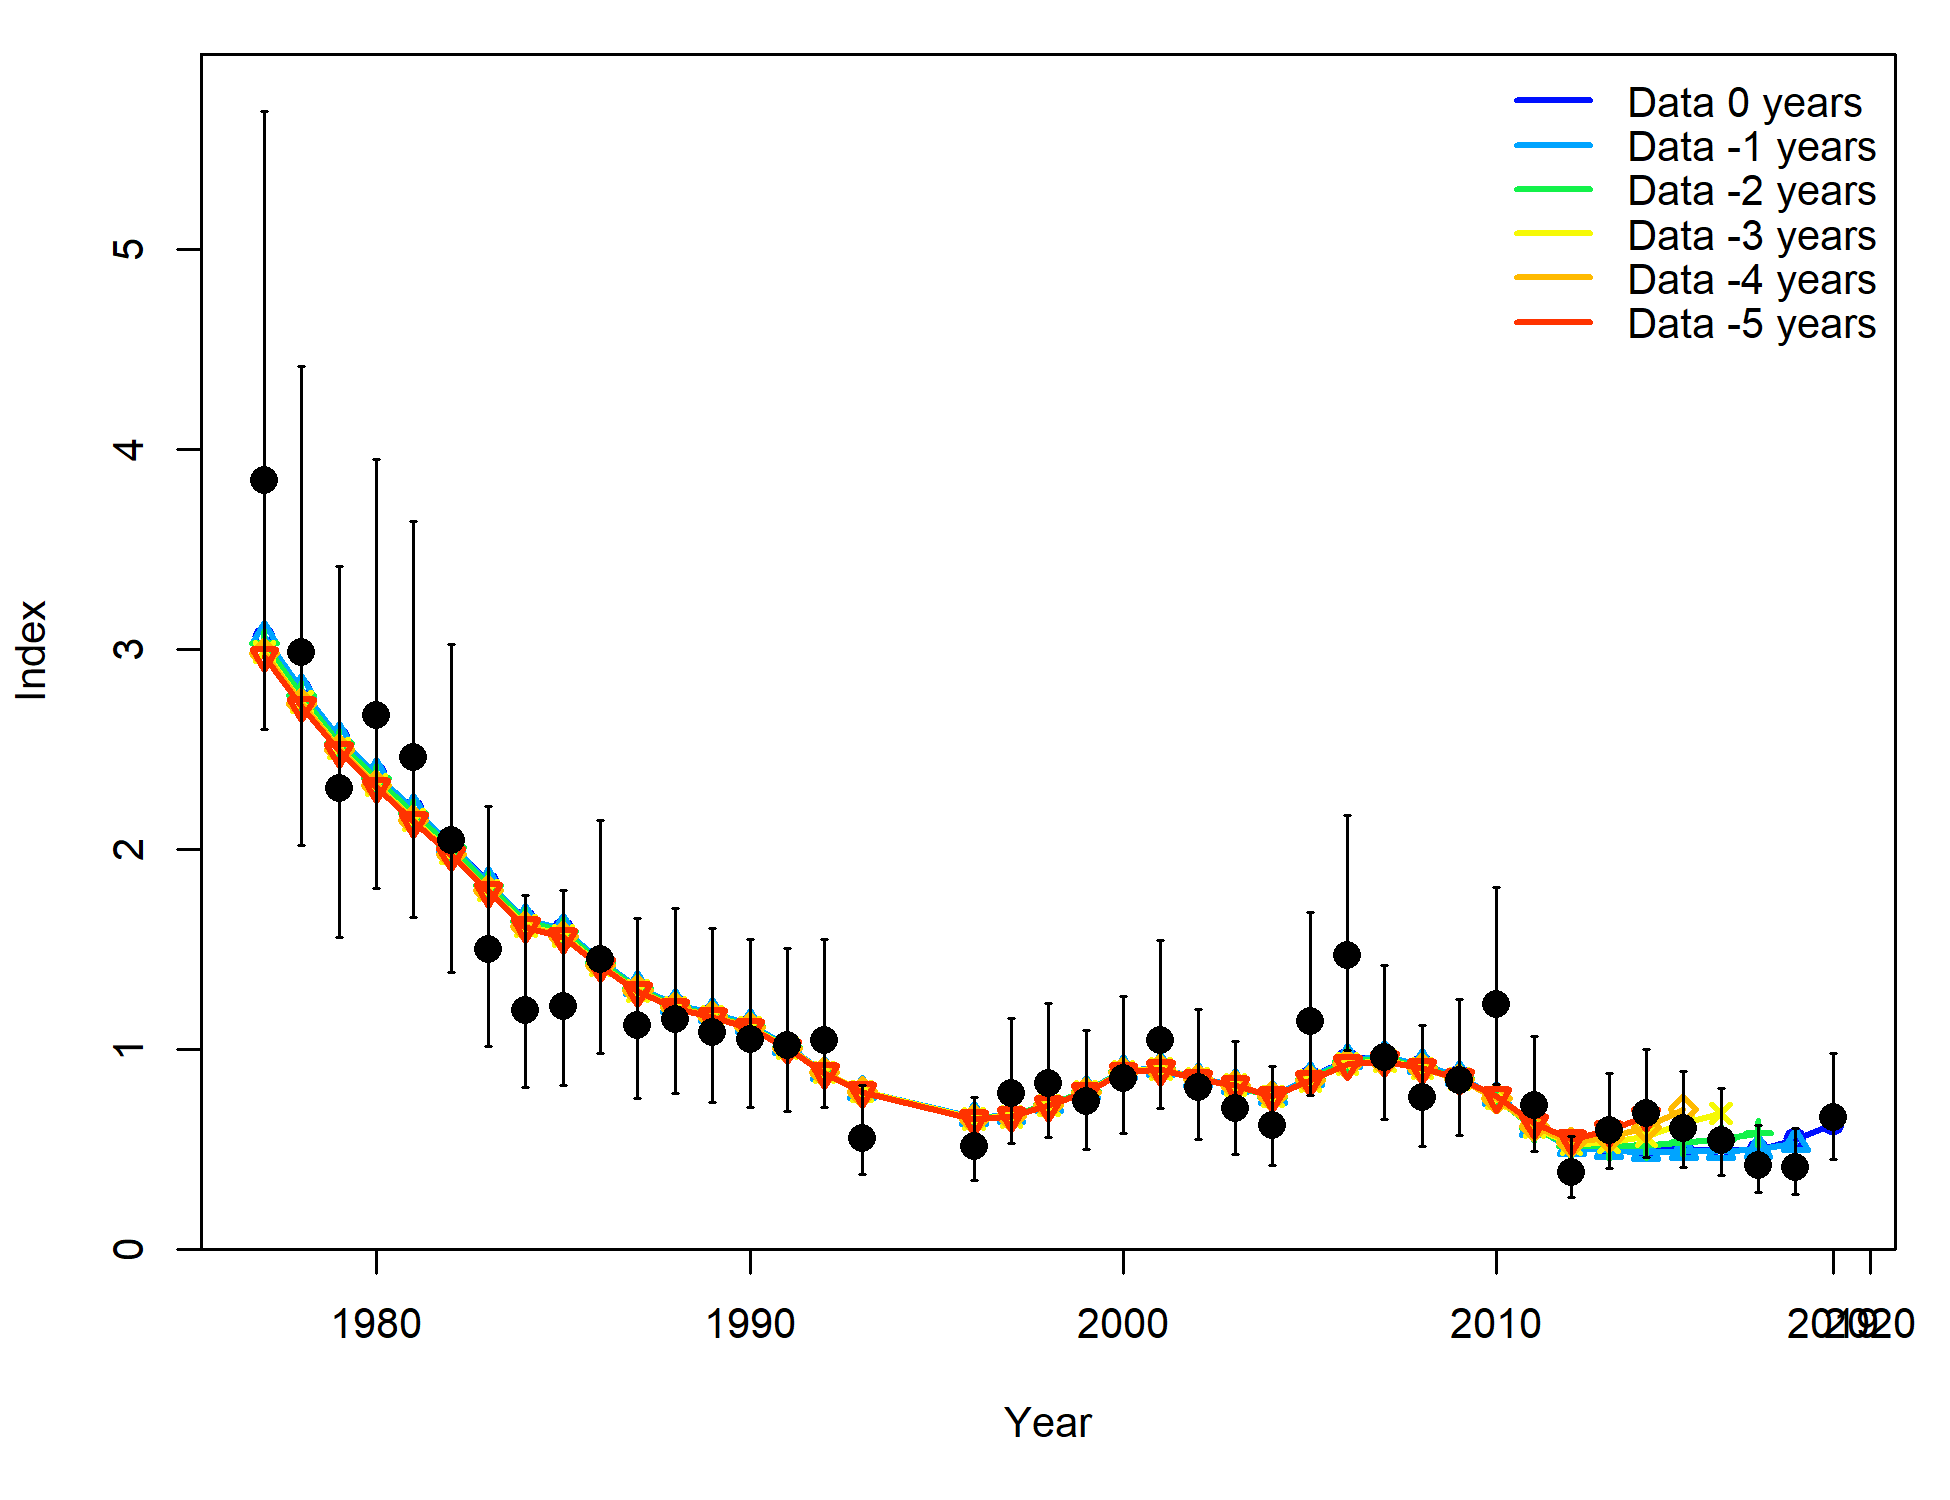 Data 0 years
Data -1 years
Data -2 years
Data -3 years
Data -4 years
Data -5 years
5
4
3
2
1
0
Index
1980
1990
2000
2010
2019
2020
Year